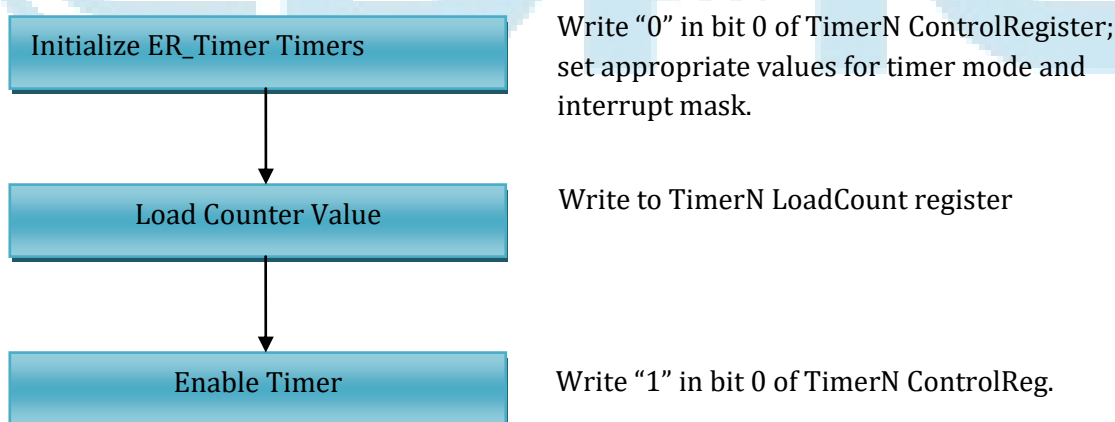 Initialize ER_Timer Timers
Write “0” in bit 0 of TimerN ControlRegister;
set appropriate values for timer mode and
interrupt mask.
Load Counter Value
Write to TimerN LoadCount register
Enable Timer
Write “1” in bit 0 of TimerN ControlReg.